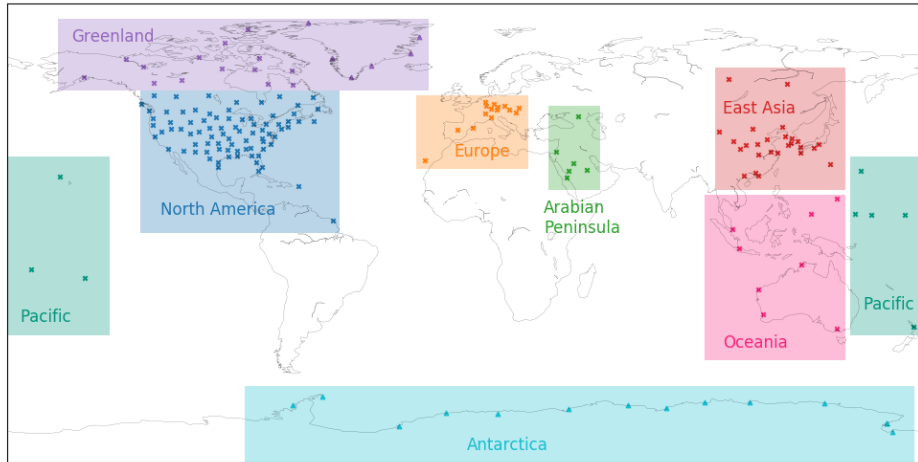 Greenland
East Asia
Europe
North America
Arabian
Peninsula
Pacific
Pacific
Oceania
Antarctica